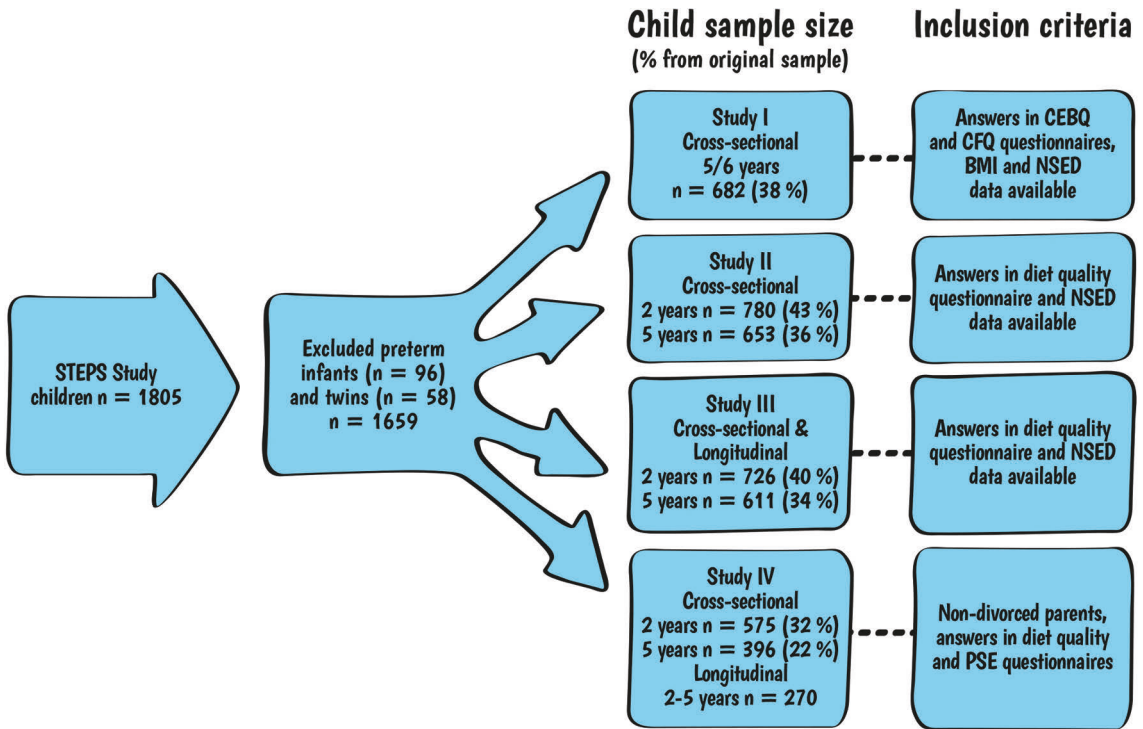 Child sample size
(% from original sample)
Inclusion criteria
STEPS Study
children n = 1805
Excluded preterm
infants (n = 96)
and twins (n = 58)
n = 1659
Study I
Cross-sectional
5/6 years
n = 682 (38 %)
Answers in CEBQ
and CFQ questionnaires,
BMI and NSED
data available
Study II
Cross-sectional
2 years n = 780 (43 %)
5 years n = 653 (36 %)
Answers in diet quality
questionnaire and NSED
data available
Study III
Cross-sectional &
Longitudinal
2 years n = 726 (40 %)
5 years n = 611 (34 %)
Answers in diet quality
questionnaire and NSED
data available
Study IV
Cross-sectional
2 years n = 575 (32 %)
5 years n = 396 (22 %)
Longitudinal
2-5 years n = 270
Non-divorced parents,
answers in diet quality
and PSE questionnaires